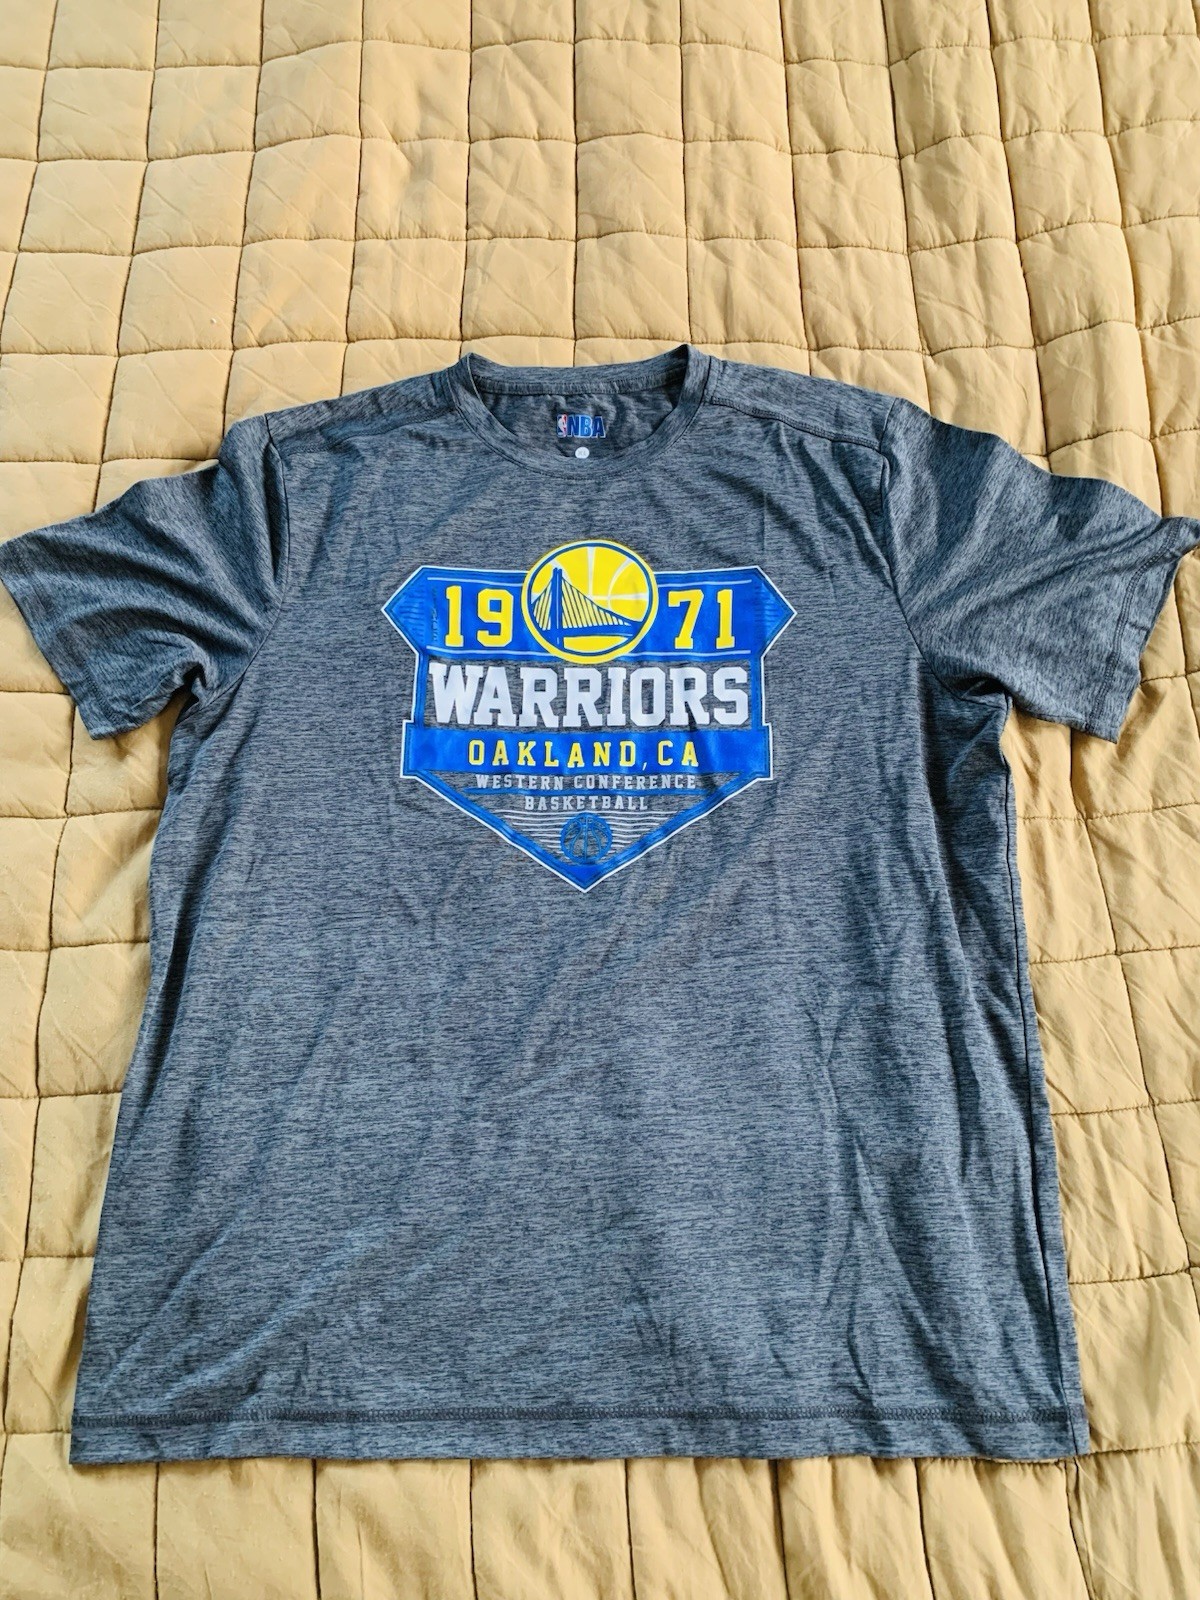 NBA
19 71
WARRIORS
OAKLAND, CA
WESTERN CONFERENCE
BASKETBALL